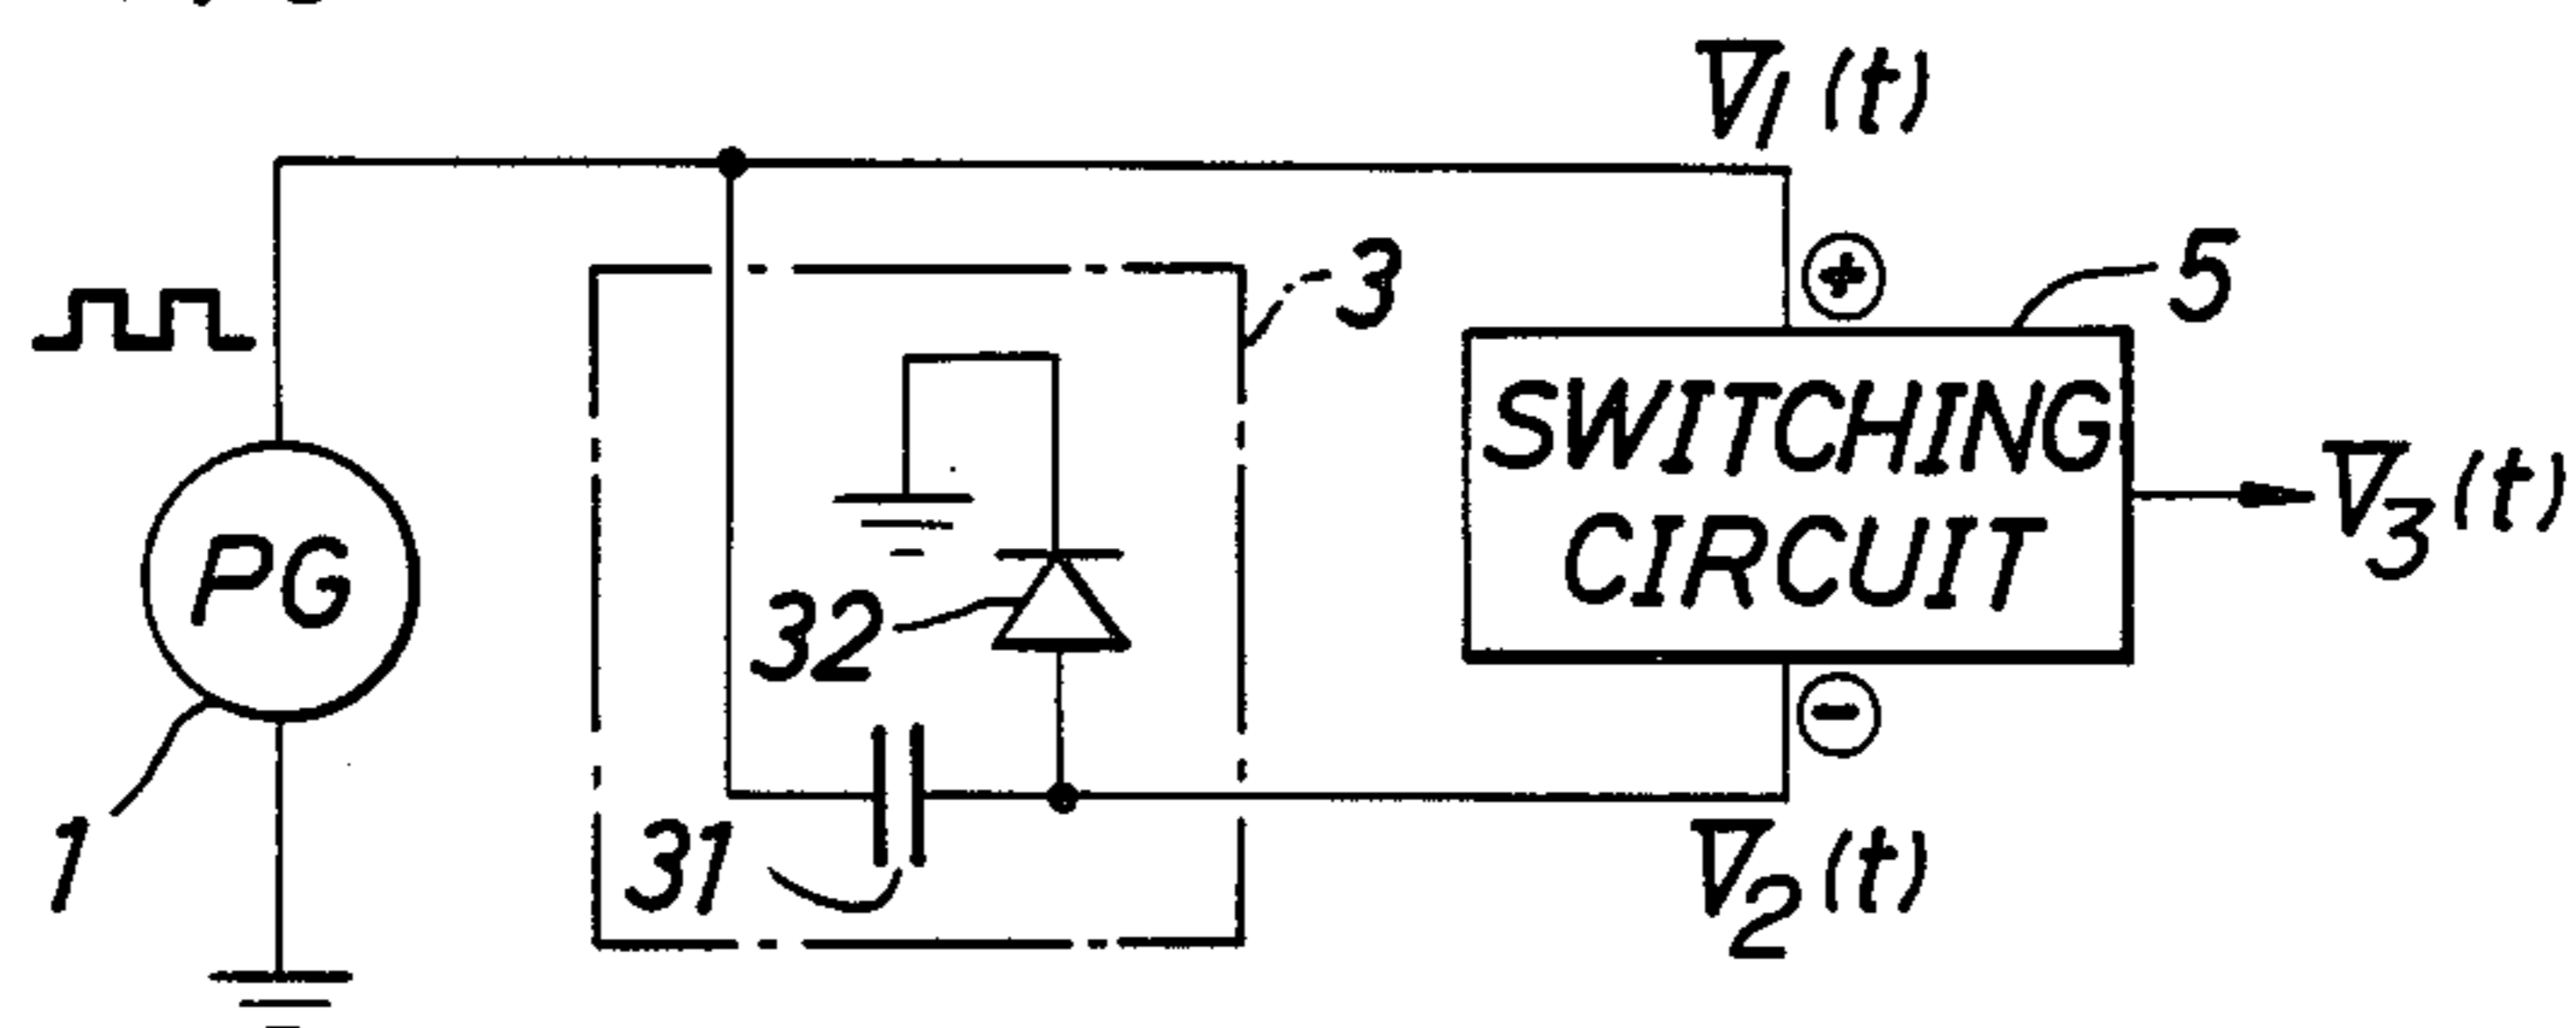 V1 (t)
+
3
5
SWITCHING
CIRCUIT
V3 (t)
PG
32
1
31
−
V2 (t)